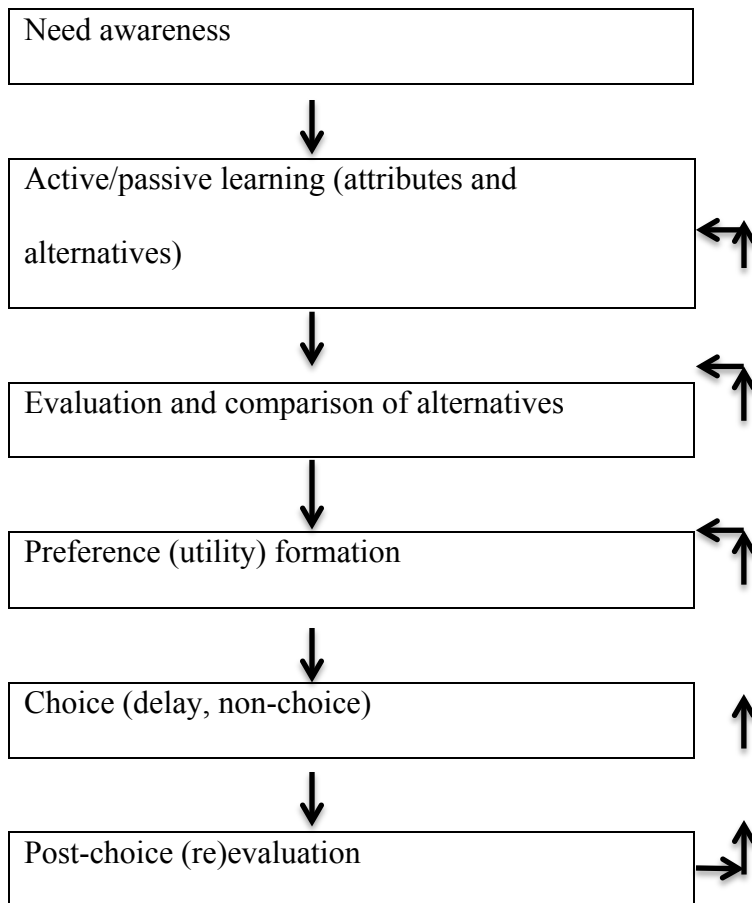 Need awareness
Active/passive learning (attributes and
alternatives)
Evaluation and comparison of alternatives
Preference (utility) formation
Choice (delay, non-choice)
Post-choice (re)evaluation